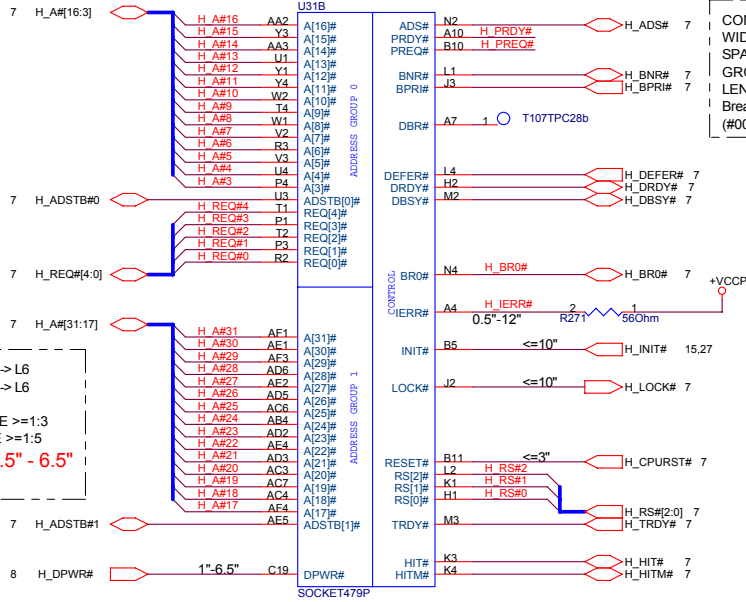 U31B
7 H_A#[16:3]
H_A#16 AA2 A[16]#
H_A#15 Y3 A[15]#
H_A#14 AA3 A[14]#
H_A#13 U1 A[13]#
H_A#12 Y1 A[12]#
H_A#11 Y4 A[11]#
H_A#10 W2 A[10]#
H_A#9 T4 A[9]#
H_A#8 W1 A[8]#
H_A#7 V2 A[7]#
H_A#6 R3 A[6]#
H_A#5 V3 A[5]#
H_A#4 U4 A[4]#
H_A#3 P4 A[3]#
7 H_ADSTB#0 U3 ADSTB[0]#
H_REQ#4 T1 REQ[4]#
H_REQ#3 P1 REQ[3]#
H_REQ#2 T2 REQ[2]#
H_REQ#1 P3 REQ[1]#
H_REQ#0 R2 REQ[0]#
7 H_REQ#[4:0]
ADDRESS GROUP 0
7 H_A#[31:17]
H_A#31 AF1 A[31]#
H_A#30 AE1 A[30]#
H_A#29 AF3 A[29]#
H_A#28 AD6 A[28]#
H_A#27 AE2 A[27]#
H_A#26 AD5 A[26]#
H_A#25 AC6 A[25]#
H_A#24 AB4 A[24]#
H_A#23 AD2 A[23]#
H_A#22 AE4 A[22]#
H_A#21 AD3 A[21]#
H_A#20 AC3 A[20]#
H_A#19 AC7 A[19]#
H_A#18 AC4 A[18]#
H_A#17 AF4 A[17]#
7 H_ADSTB#1 AE5 ADSTB[1]#
ADDRESS GROUP 1
8 H_DPWR# 1"-6.5" C19 DPWR#
SOCKET479P
-> L6
-> L6
E >=1:3
E >=1:5
.5" - 6.5"
CONTROL
ADS# N2 H_ADS# 7
PRDY# A10 H_PRDY#
PREQ# B10 H_PREQ#
BNR# L1 H_BNR# 7
BPRI# J3 H_BPRI# 7
DBR# A7 1 T107TPC28b
DEFER# L4 H_DEFER# 7
DRDY# H2 H_DRDY# 7
DBSY# M2 H_DBSY# 7
BR0# N4 H_BR0# H_BR0# 7
+VCCP
IERR# A4 H_IERR# 2 1
0.5"-12" R271 56Ohm
INIT# B5 <=10" H_INIT# 15,27
LOCK# J2 <=10" H_LOCK# 7
RESET# B11 <=3" H_CPURST# 7
RS[2]# L2 H_RS#2
RS[1]# K1 H_RS#1
RS[0]# H1 H_RS#0
H_RS#[2:0] 7
TRDY# M3 H_TRDY# 7
HIT# K3 H_HIT# 7
HITM# K4 H_HITM# 7
CON
WID
SPA
GRO
LEN
Brea
(#00